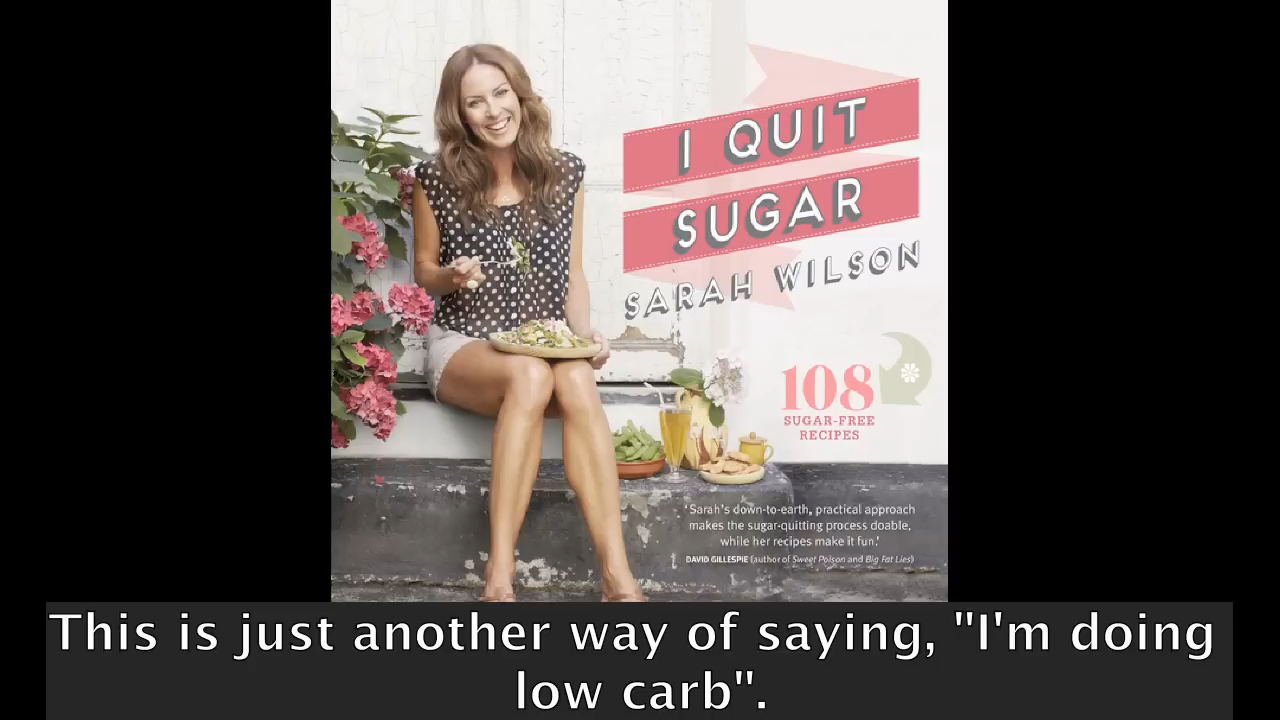 I QUIT
SUGAR
SARAH WILSON
108
SUGAR-FREE
RECIPES
'Sarah's down-to-earth, practical approach
makes the sugar-quitting process doable,
while her recipes make it fun.'
DAVID GILLESPIE (author of Sweet Poison and Big Fat Lies)
This is just another way of saying, "I'm doing
low carb".